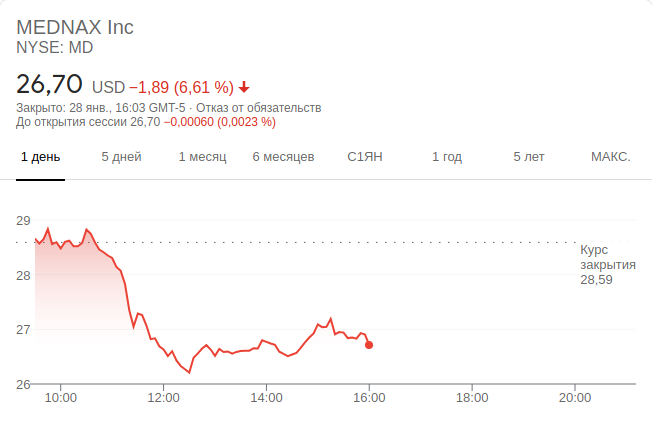 MEDNAX Inc
NYSE: MD
26,70 USD −1,89 (6,61 %)
Закрыто: 28 янв., 16:03 GMT-5 · Отказ от обязательств
До открытия сессии 26,70 −0,00060 (0,0023 %)
1 день 5 дней 1 месяц 6 месяцев С1ЯН 1 год 5 лет МАКС.
29
Курс
закрытия
28,59
28
27
26
10:00 12:00 14:00 16:00 18:00 20:00